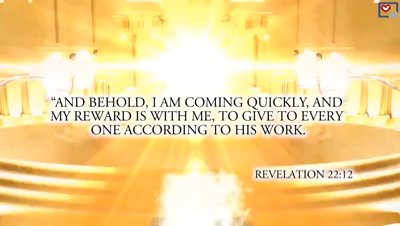 “AND BEHOLD, I AM COMING QUICKLY, AND
MY REWARD IS WITH ME, TO GIVE TO EVERY
ONE ACCORDING TO HIS WORK.
REVELATION 22:12